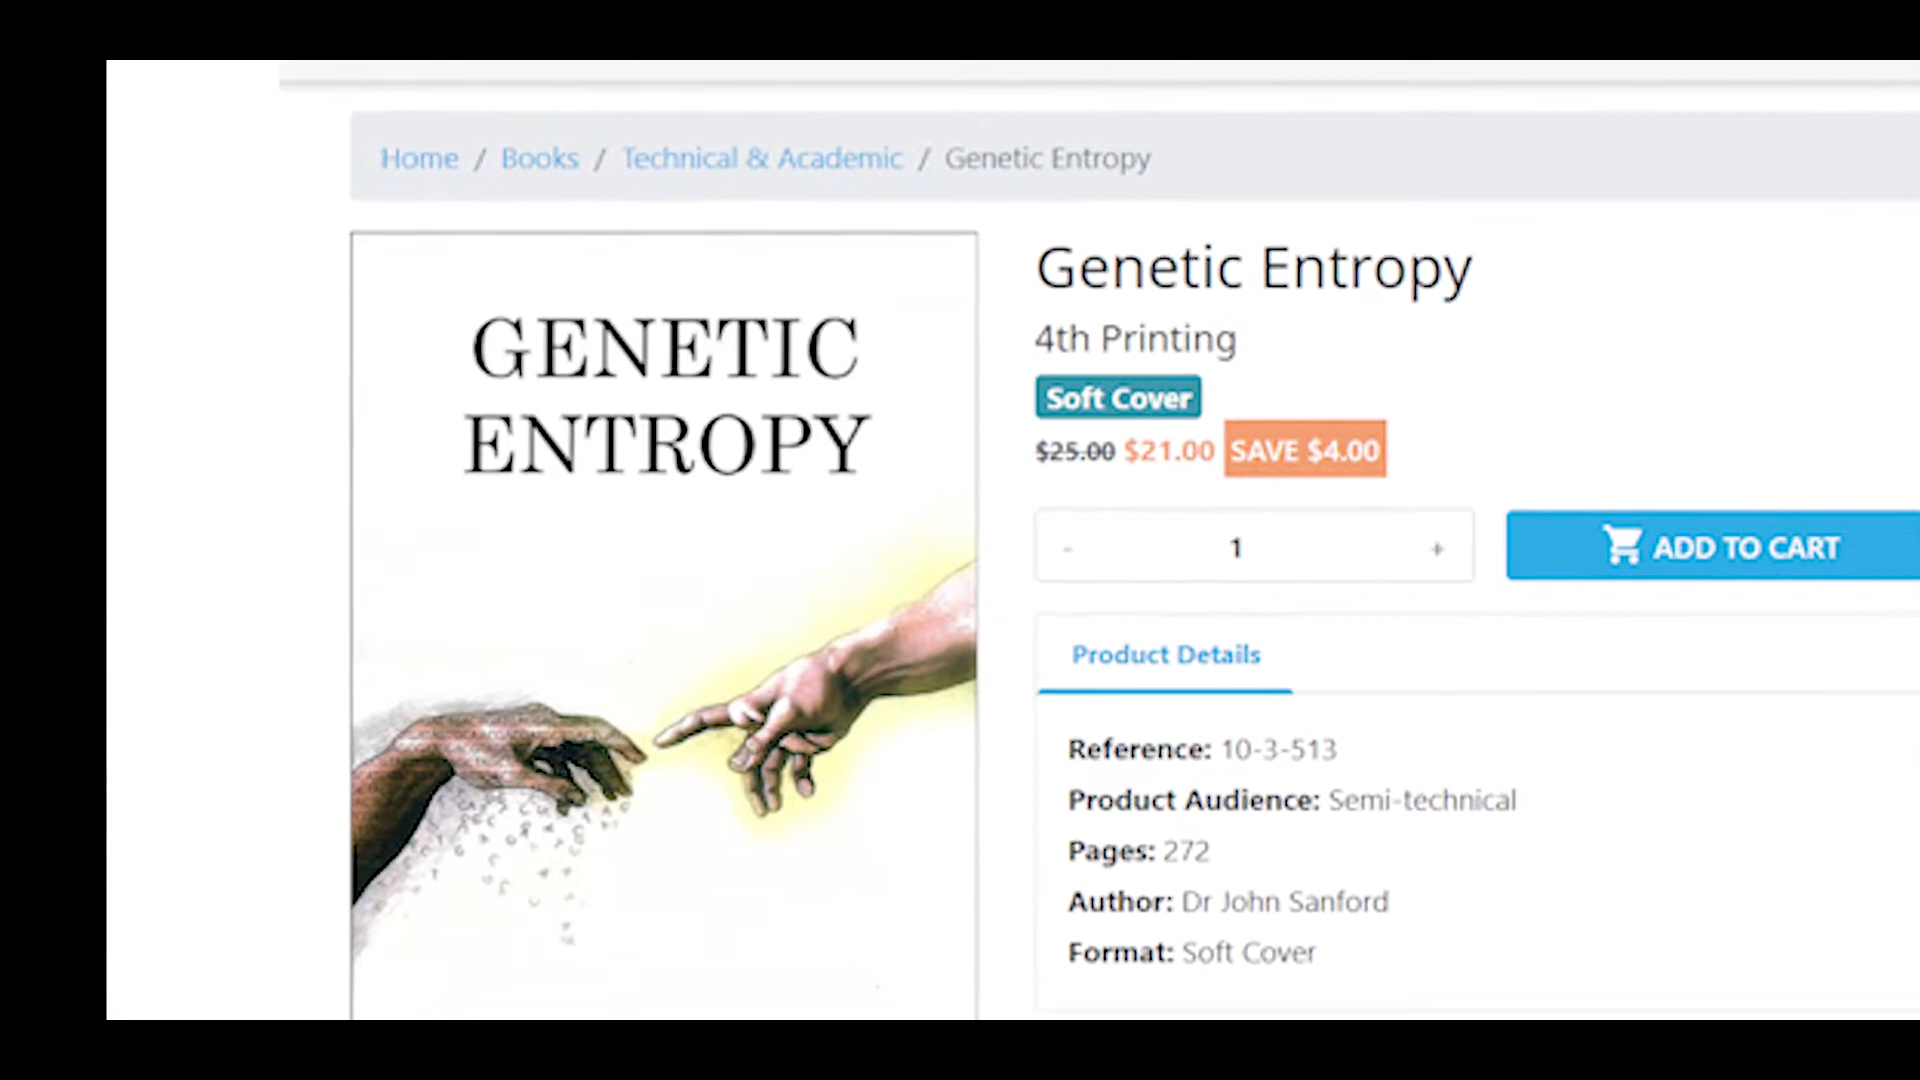 Home / Books / Technical & Academic / Genetic Entropy
GENETIC
ENTROPY
Genetic Entropy
4th Printing
Soft Cover
$25.00 $21.00 SAVE $4.00
- 1 +
ADD TO CART
Product Details
Reference: 10-3-513
Product Audience: Semi-technical
Pages: 272
Author: Dr John Sanford
Format: Soft Cover